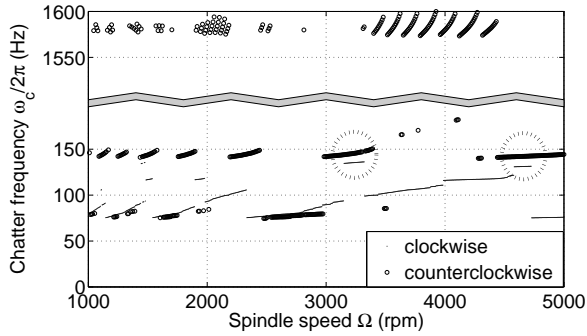 1600
1550
150
100
50
0
Chatter frequency ω_c/2π (Hz)
clockwise
counterclockwise
1000 2000 3000 4000 5000
Spindle speed Ω (rpm)